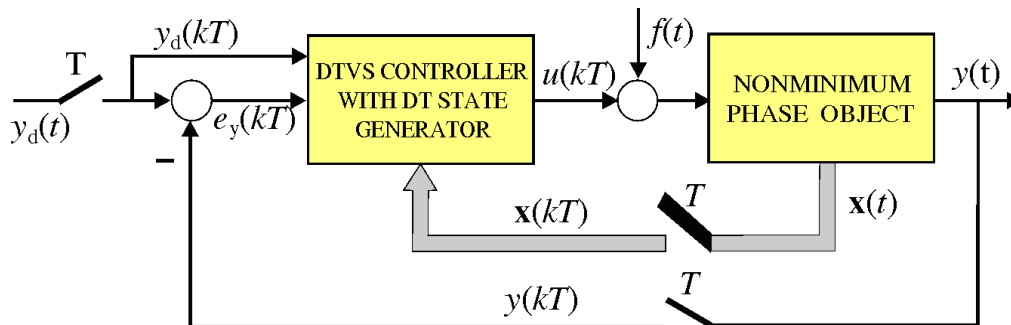 T
y_d(kT)
y_d(t)
e_y(kT)
–
DTVS CONTROLLER
WITH DT STATE
GENERATOR
u(kT)
f(t)
NONMINIMUM
PHASE OBJECT
y(t)
x(kT)
T
x(t)
y(kT)
T